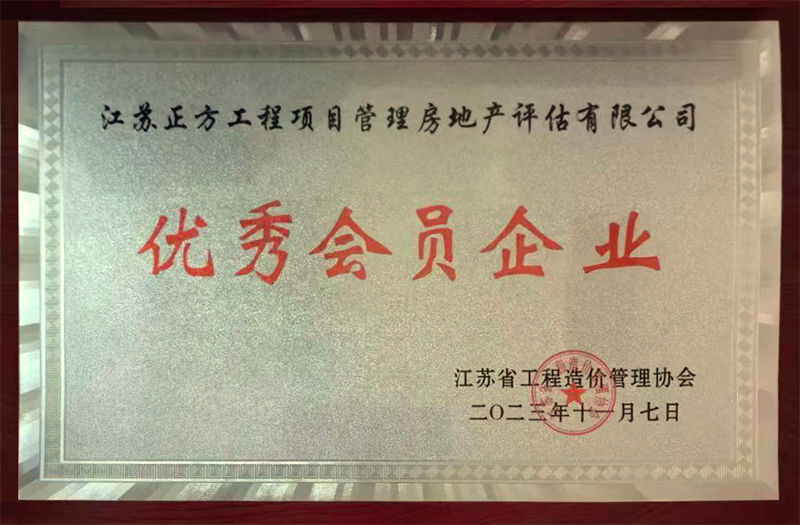 江苏正方工程项目管理房地产评估有限公司
优秀会员企业
江苏省工程造价管理协会
二〇二三年十一月七日